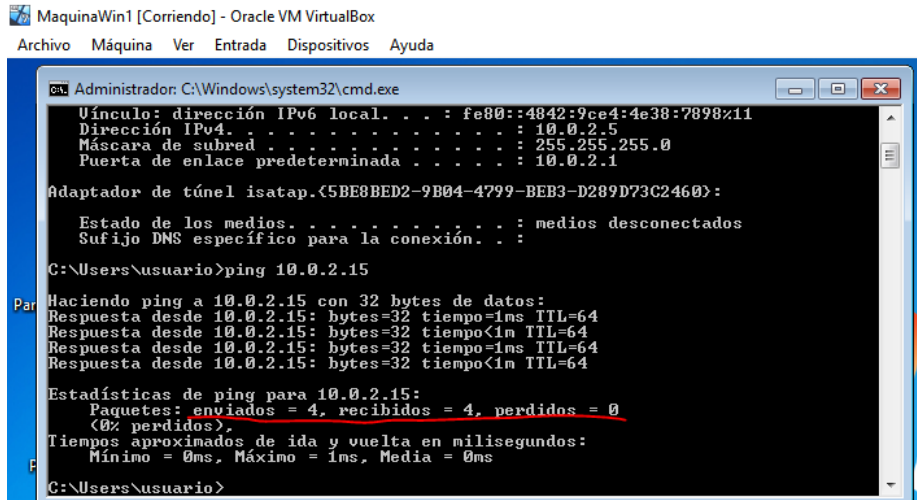 MaquinaWin1 [Corriendo] - Oracle VM VirtualBox
Archivo Máquina Ver Entrada Dispositivos Ayuda
Administrador: C:\Windows\system32\cmd.exe
Vínculo: dirección IPv6 local. . . : fe80::4842:9ce4:4e38:7898%11
Dirección IPv4. . . . . . . . . . . . . . : 10.0.2.5
Máscara de subred . . . . . . . . . . . . : 255.255.255.0
Puerta de enlace predeterminada . . . . . : 10.0.2.1
Adaptador de túnel isatap.{5BE8BED2-9B04-4799-BEB3-D289D73C2460}:
Estado de los medios. . . . . . . . . . . : medios desconectados
Sufijo DNS específico para la conexión. . :
C:\Users\usuario>ping 10.0.2.15
Haciendo ping a 10.0.2.15 con 32 bytes de datos:
Respuesta desde 10.0.2.15: bytes=32 tiempo=1ms TTL=64
Respuesta desde 10.0.2.15: bytes=32 tiempo<1m TTL=64
Respuesta desde 10.0.2.15: bytes=32 tiempo=1ms TTL=64
Respuesta desde 10.0.2.15: bytes=32 tiempo<1m TTL=64
Estadísticas de ping para 10.0.2.15:
Paquetes: enviados = 4, recibidos = 4, perdidos = 0
(0% perdidos),
Tiempos aproximados de ida y vuelta en milisegundos:
Mínimo = 0ms, Máximo = 1ms, Media = 0ms
C:\Users\usuario>